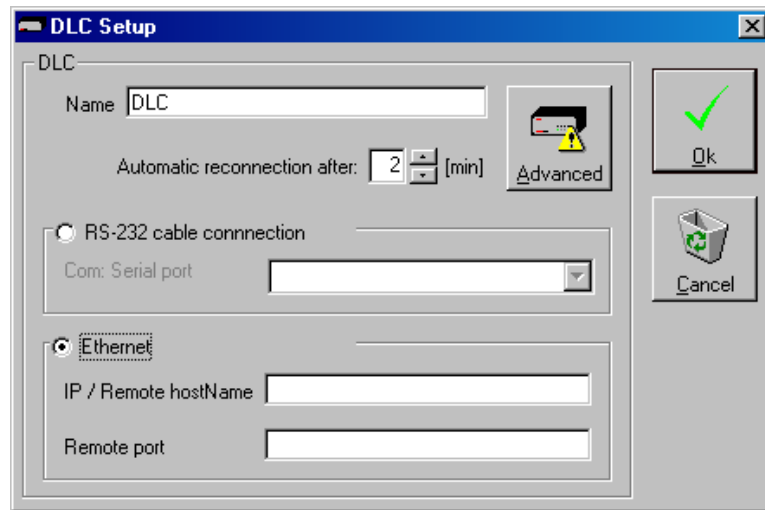 DLC Setup
DLC
Name DLC
Automatic reconnection after: 2 [min]
Advanced
Ok
RS-232 cable connnection
Com: Serial port
Cancel
Ethernet
IP / Remote hostName
Remote port